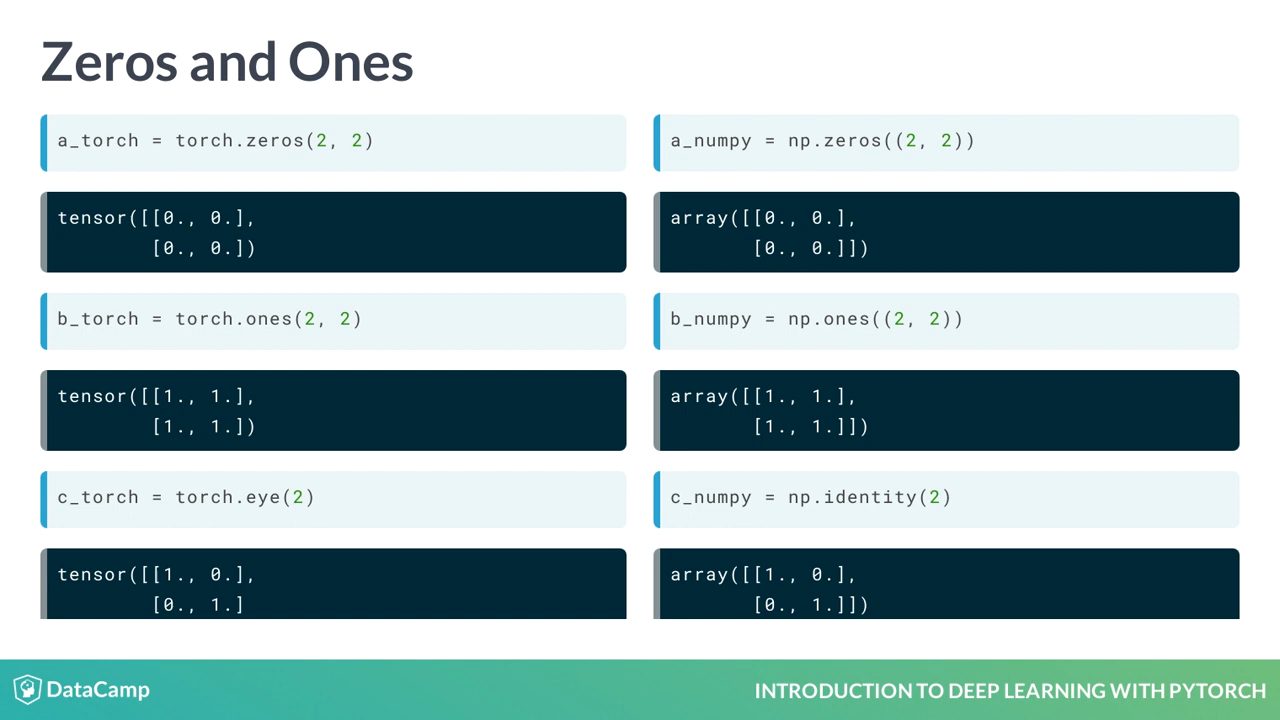 Zeros and Ones
a_torch = torch.zeros(2, 2)
tensor([[0., 0.],
        [0., 0.])
b_torch = torch.ones(2, 2)
tensor([[1., 1.],
        [1., 1.])
c_torch = torch.eye(2)
tensor([[1., 0.],
        [0., 1.]
a_numpy = np.zeros((2, 2))
array([[0., 0.],
       [0., 0.]])
b_numpy = np.ones((2, 2))
array([[1., 1.],
       [1., 1.]])
c_numpy = np.identity(2)
array([[1., 0.],
       [0., 1.]])
DataCamp
INTRODUCTION TO DEEP LEARNING WITH PYTORCH